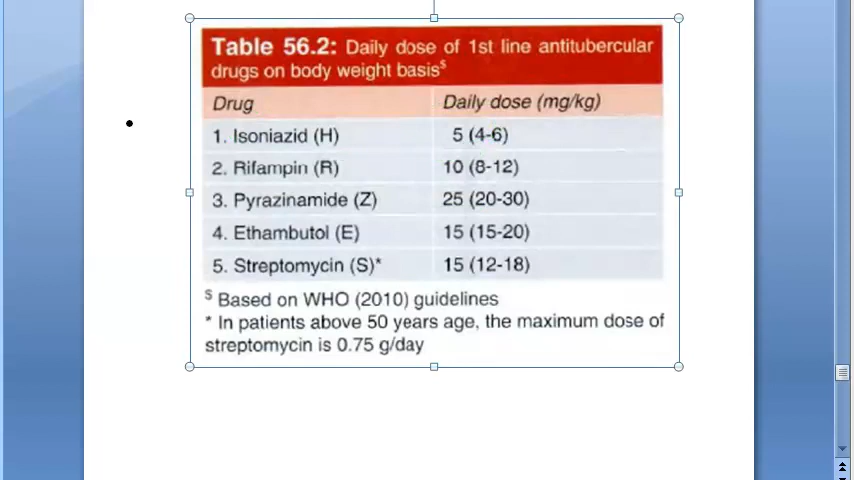 Table 56.2: Daily dose of 1st line antitubercular
drugs on body weight basis$
Drug Daily dose (mg/kg)
1. Isoniazid (H) 5 (4-6)
2. Rifampin (R) 10 (8-12)
3. Pyrazinamide (Z) 25 (20-30)
4. Ethambutol (E) 15 (15-20)
5. Streptomycin (S)* 15 (12-18)
$ Based on WHO (2010) guidelines
* In patients above 50 years age, the maximum dose of
streptomycin is 0.75 g/day